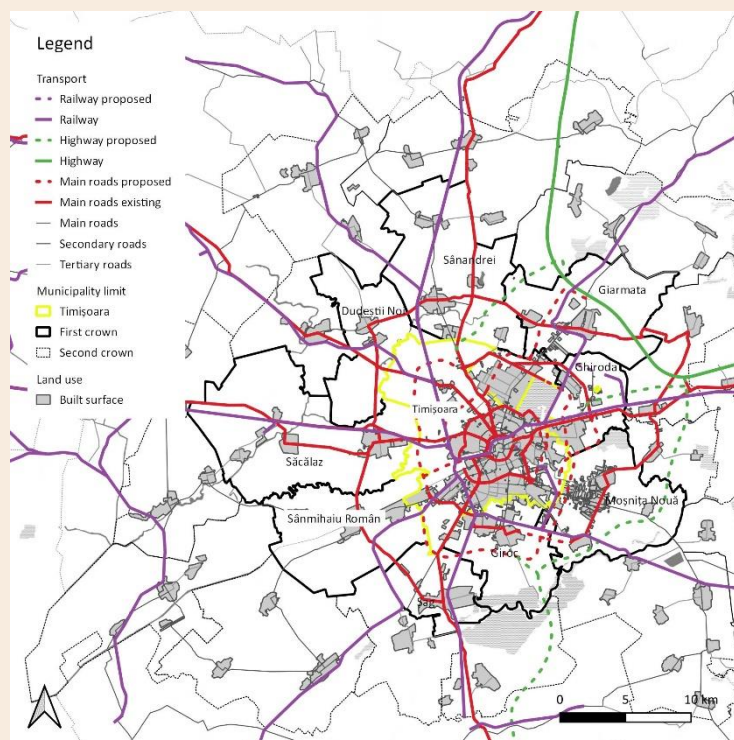 Legend
Transport
Railway proposed
Railway
Highway proposed
Highway
Main roads proposed
Main roads existing
Main roads
Secondary roads
Tertiary roads
Municipality limit
Timișoara
First crown
Second crown
Land use
Built surface
Sânandrei
Giarmata
Dudeștii Noi
Ghiroda
Timișoara
Săcălaz
Moșnița Nouă
Sânmihaiu Român
Giroc
Șag
0 5 10 km